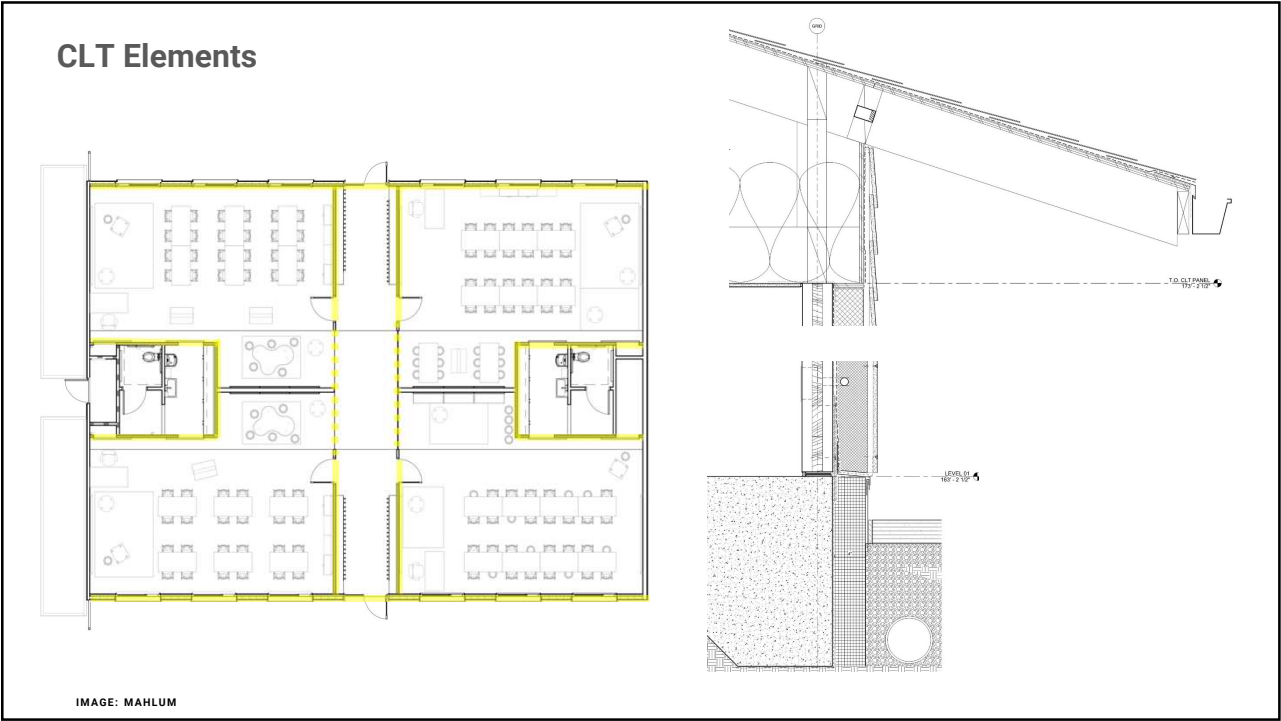 CLT Elements
GRID
T.O. CLT PANEL
173' - 2 1/2"
LEVEL 01
163' - 2 1/2"
IMAGE: MAHLUM